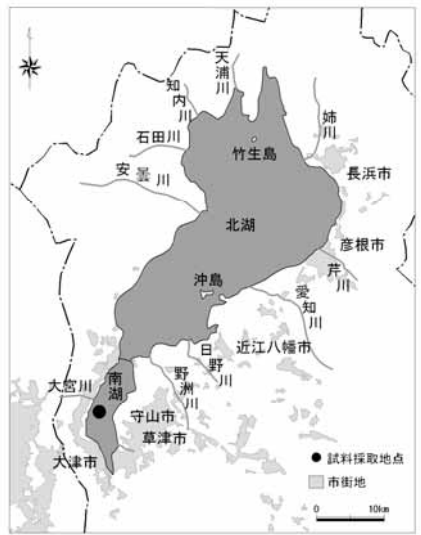 天浦川
知内川
姉川
石田川
竹生島
安曇川
長浜市
北湖
彦根市
沖島
芹川
愛知川
日野川
近江八幡市
大宮川
南湖
野洲川
守山市
草津市
大津市
試料採取地点
市街地
0 10km